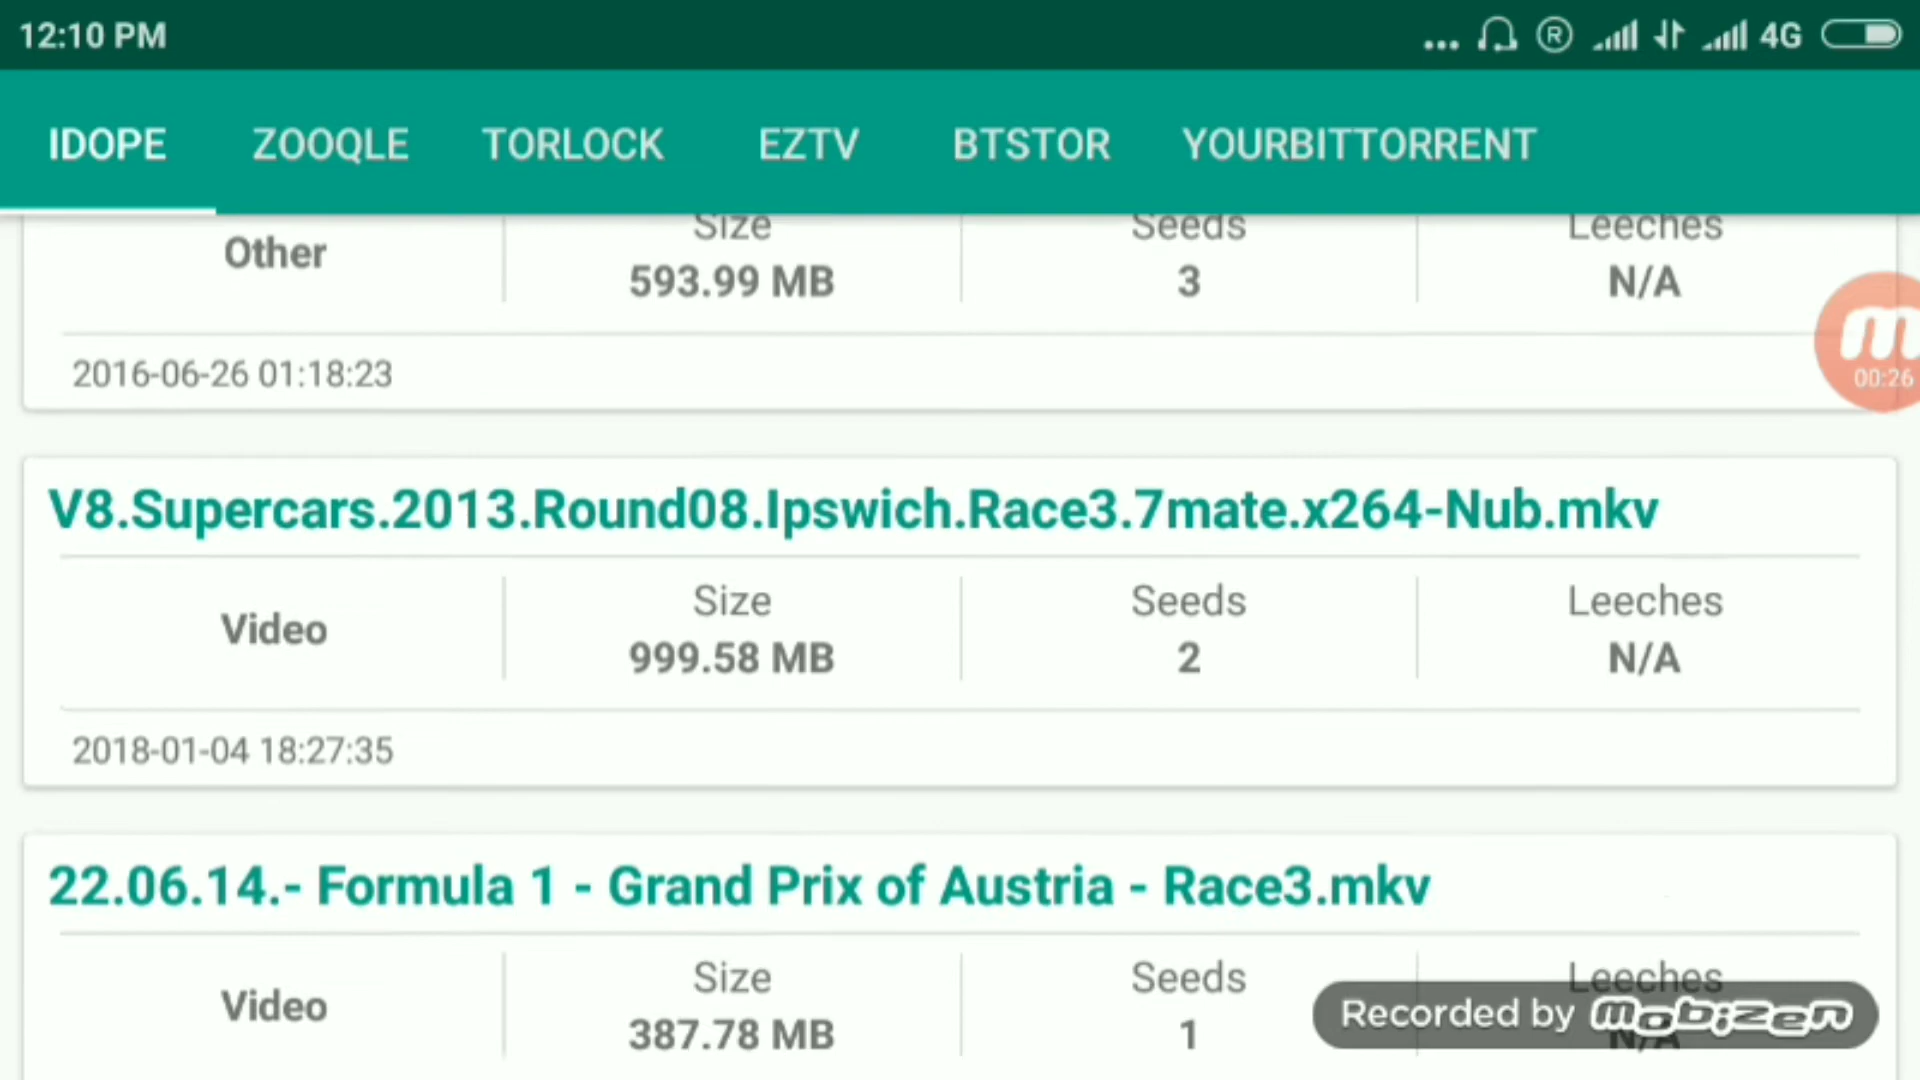 12:10 PM
... R 4G
IDOPE ZOOQLE TORLOCK EZTV BTSTOR YOURBITTORRENT
Other Size Seeds Leeches
593.99 MB 3 N/A
2016-06-26 01:18:23
m
00:26
V8.Supercars.2013.Round08.Ipswich.Race3.7mate.x264-Nub.mkv
Video Size Seeds Leeches
999.58 MB 2 N/A
2018-01-04 18:27:35
22.06.14.- Formula 1 - Grand Prix of Austria - Race3.mkv
Video Size Seeds Leeches
387.78 MB 1 N/A
Recorded by mobizen